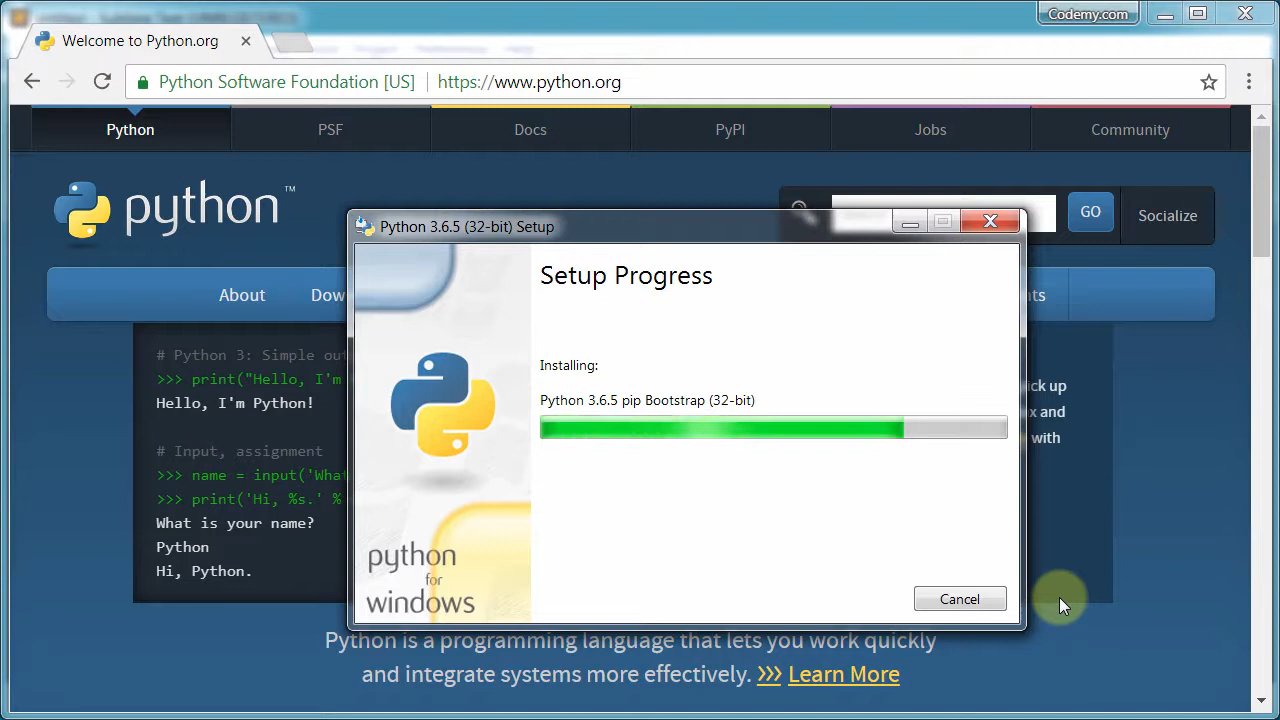 Codemy.com
Welcome to Python.org
Python Software Foundation [US]
https://www.python.org
Python
PSF
Docs
PyPI
Jobs
Community
python™
GO
Socialize
Python 3.6.5 (32-bit) Setup
Setup Progress
About
Dow
nts
# Python 3: Simple out
>>> print("Hello, I'm
Hello, I'm Python!
# Input, assignment
>>> name = input('What
>>> print('Hi, %s.' %
What is your name?
Python
Hi, Python.
Installing:
Python 3.6.5 pip Bootstrap (32-bit)
ick up
x and
with
python
for
windows
Cancel
Python is a programming language that lets you work quickly
and integrate systems more effectively. >>> Learn More